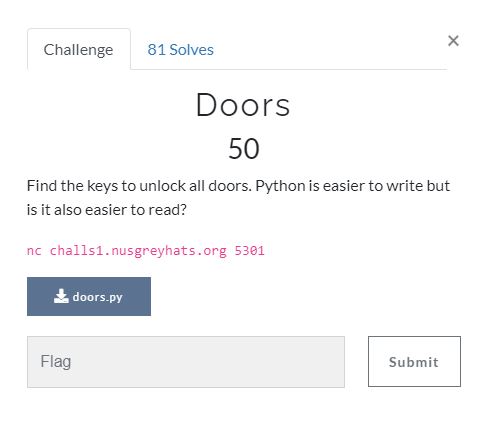 Challenge
81 Solves
×
Doors
50
Find the keys to unlock all doors. Python is easier to write but
is it also easier to read?
nc challs1.nusgreyhats.org 5301
doors.py
Flag
Submit